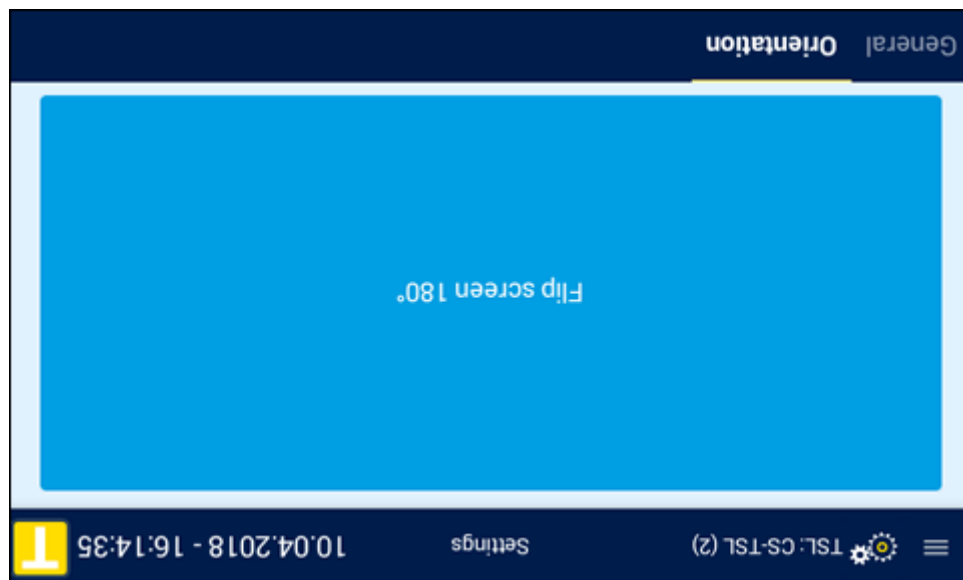 TSL: CS-TSL (2) Settings 10.04.2018 - 16:14:35 T
Flip screen 180°
General Orientation